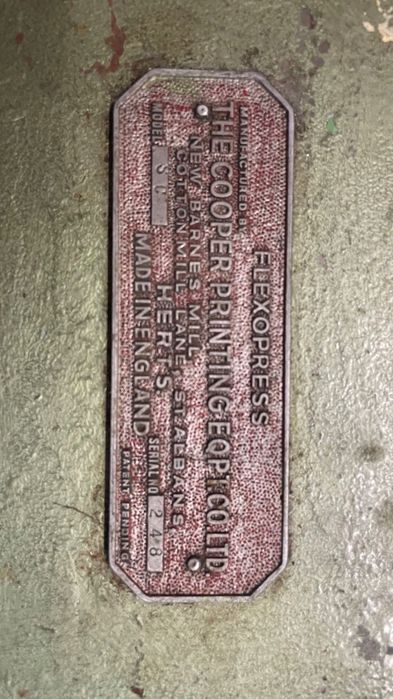 FLEXOPRESS
MANUFACTURED BY
THE COOPER PRINTING EQPT. CO. LTD
NEW BARNES MILL
COTTON MILL LANE, ST. ALBANS
HERTS
MADE IN ENGLAND
MODEL SC SERIAL NO 248
PATENT PENDING